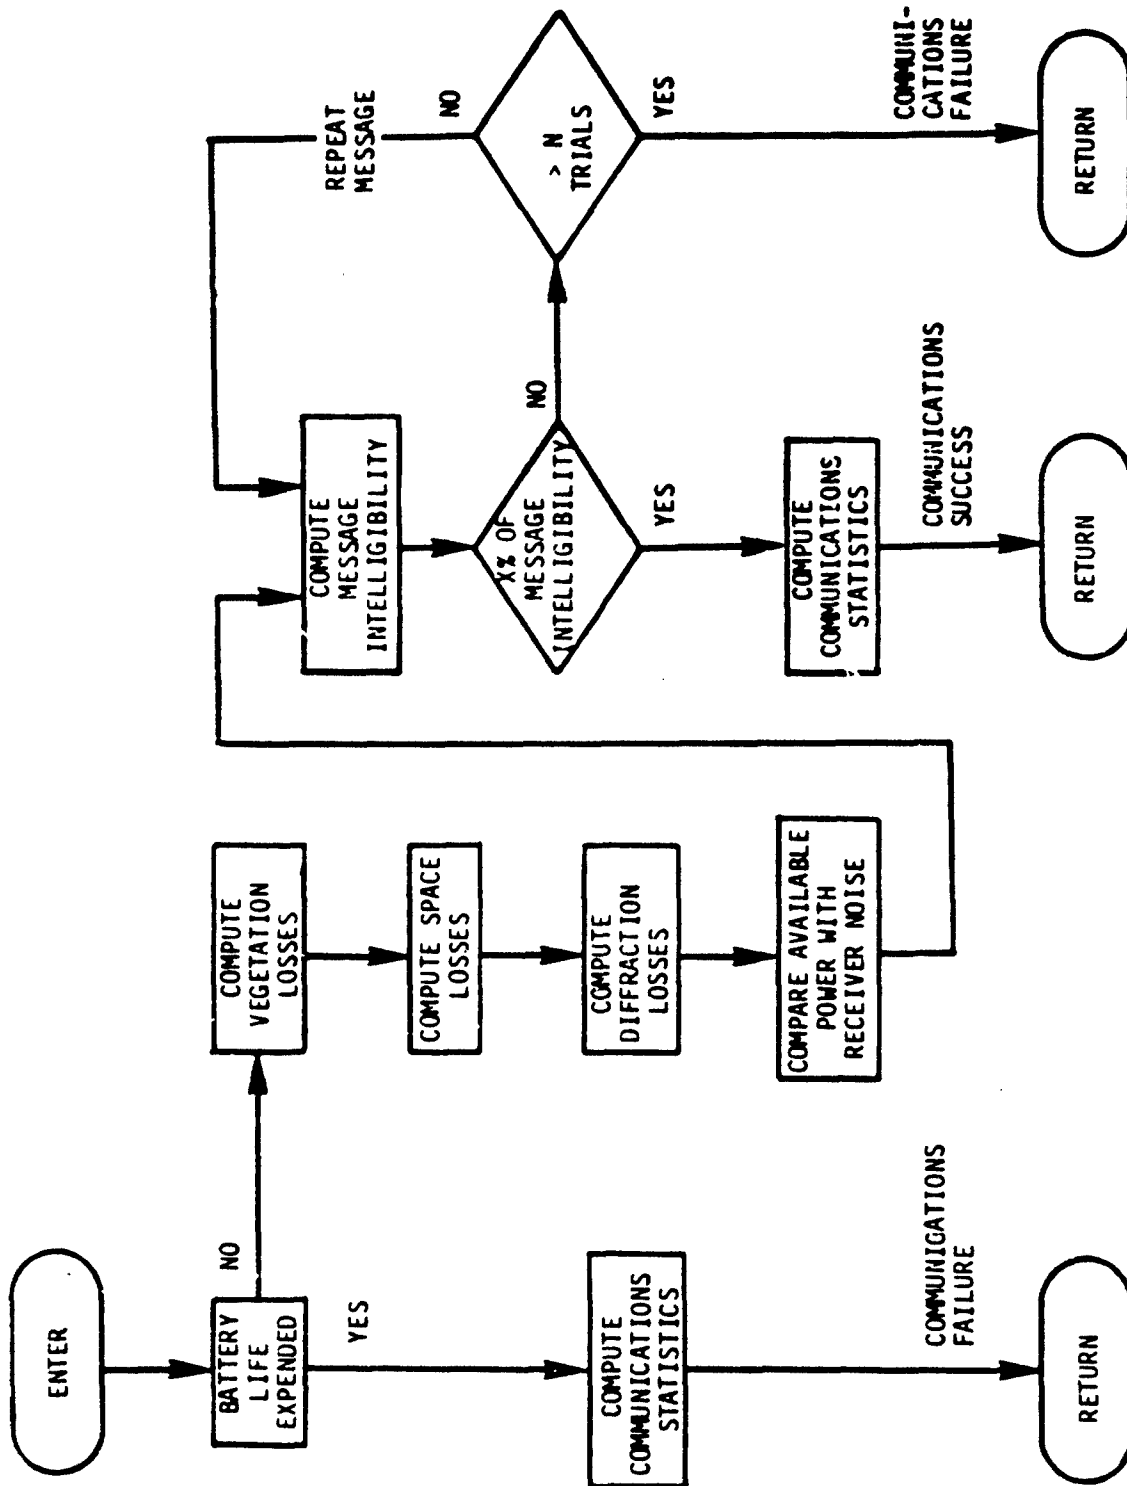 ENTER
BATTERY
LIFE
EXPENDED
NO
YES
COMPUTE
COMMUNICATIONS
STATISTICS
COMMUNICATIONS
FAILURE
RETURN
COMPUTE
VEGETATION
LOSSES
COMPUTE SPACE
LOSSES
COMPUTE
DIFFRACTION
LOSSES
COMPARE AVAILABLE
POWER WITH
RECEIVER NOISE
COMPUTE
MESSAGE
INTELLIGIBILITY
X% OF
MESSAGE
INTELLIGIBILITY
NO
YES
COMPUTE
COMMUNICATIONS
STATISTICS
COMMUNICATIONS
SUCCESS
RETURN
REPEAT
MESSAGE
NO
> N
TRIALS
YES
COMMUNI-
CATIONS
FAILURE
RETURN